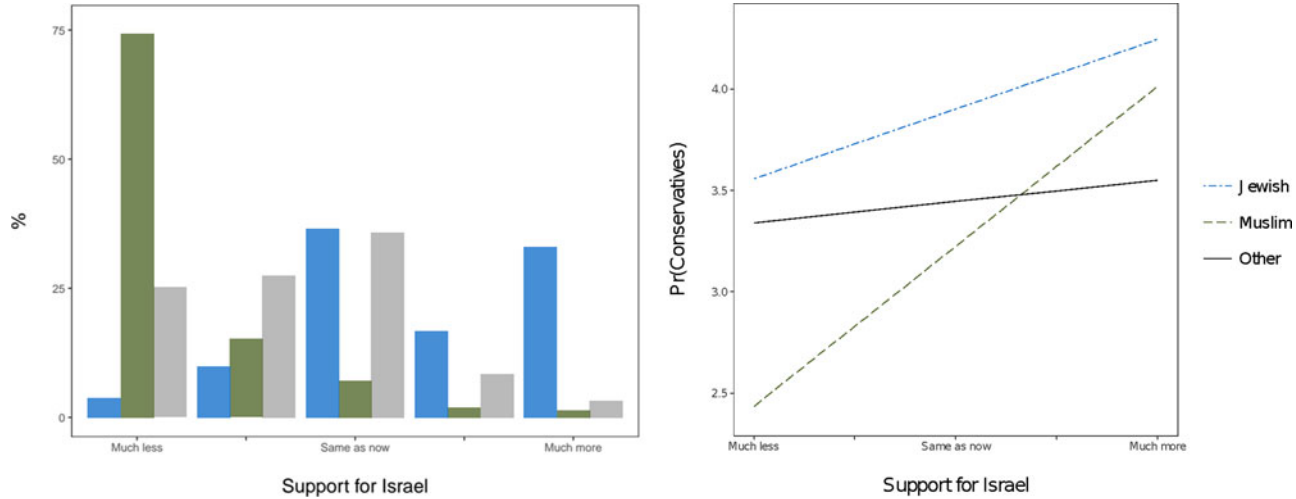 75
50
25
0
%
Much less
Same as now
Much more
Support for Israel
4.0
3.5
3.0
2.5
Pr(Conservatives)
Much less
Same as now
Much more
Support for Israel
Jewish
Muslim
Other